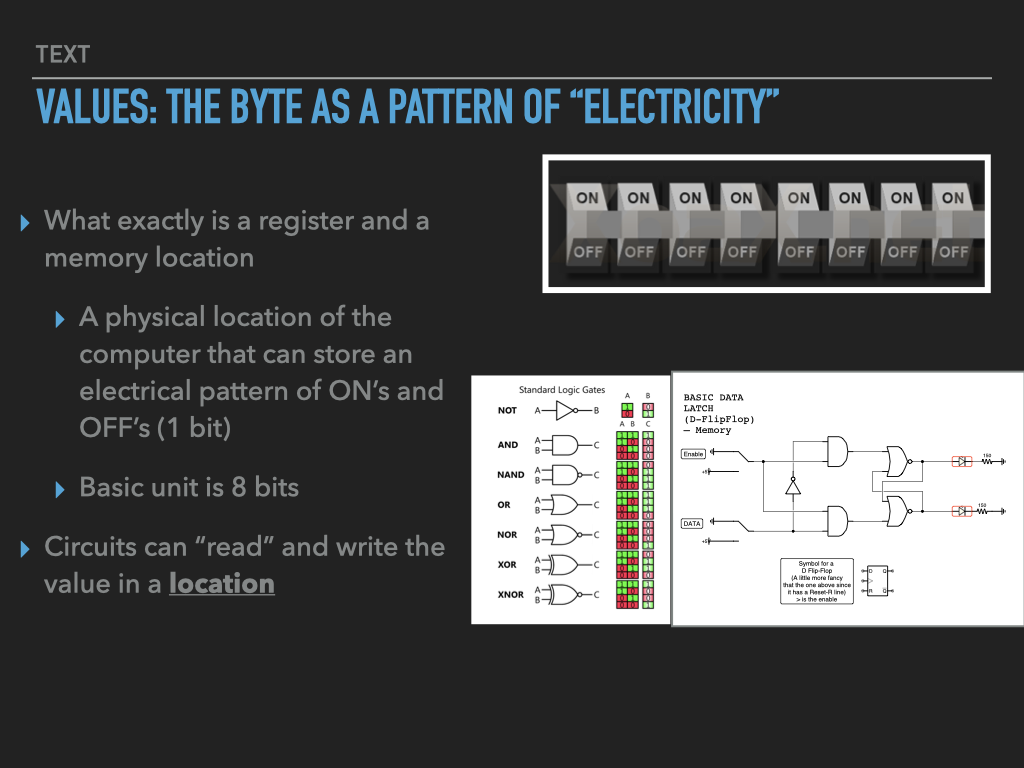 TEXT
VALUES: THE BYTE AS A PATTERN OF “ELECTRICITY”
▸ What exactly is a register and a
memory location
▸ A physical location of the
computer that can store an
electrical pattern of ON’s and
OFF’s (1 bit)
▸ Basic unit is 8 bits
▸ Circuits can “read” and write the
value in a location
ON ON ON ON ON ON ON ON
OFF OFF OFF OFF OFF OFF OFF OFF
Standard Logic Gates
A B
NOT A B
A B C
AND A B C
NAND A B C
OR A B C
NOR A B C
XOR A B C
XNOR A B C
BASIC DATA
LATCH
(D-FlipFlop)
— Memory
Enable
DATA
Symbol for a
D Flip-Flop
(A little more fancy
that the one above since
it has a Reset-R line)
> is the enable
D Q
>
R Q